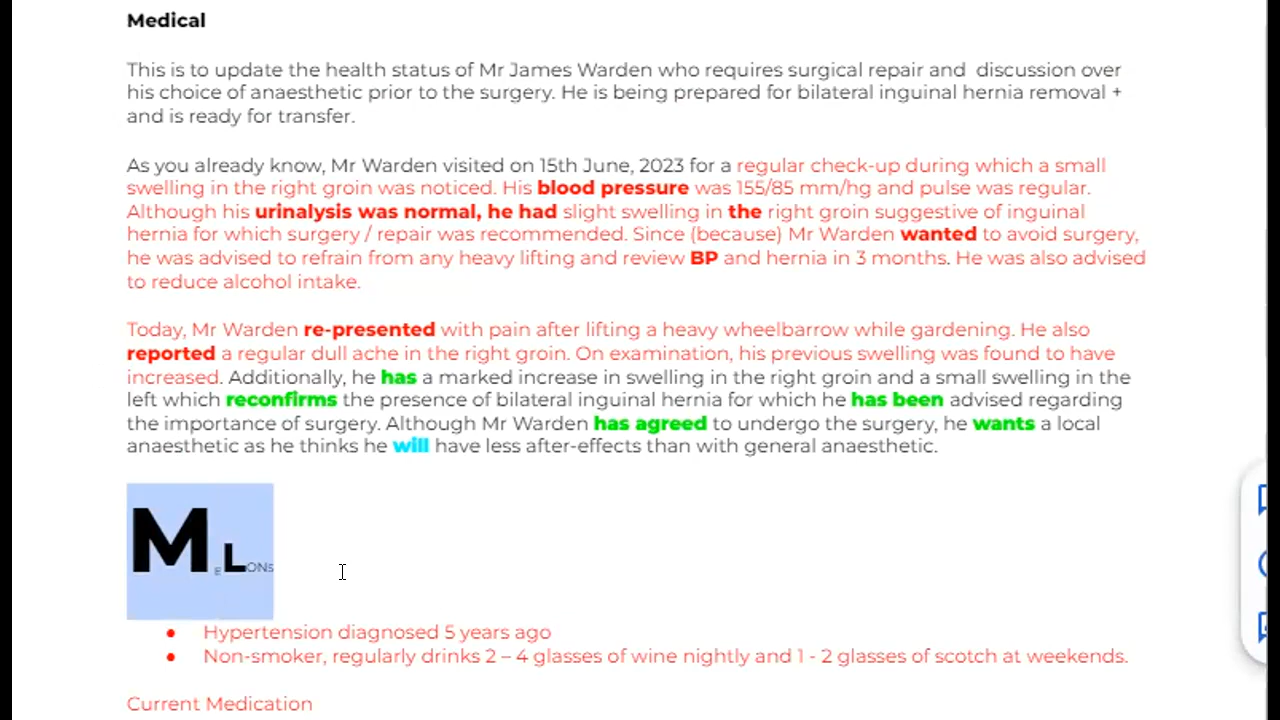 Medical
This is to update the health status of Mr James Warden who requires surgical repair and  discussion over
his choice of anaesthetic prior to the surgery. He is being prepared for bilateral inguinal hernia removal +
and is ready for transfer.
As you already know, Mr Warden visited on 15th June, 2023 for a regular check-up during which a small
swelling in the right groin was noticed. His blood pressure was 155/85 mm/hg and pulse was regular.
Although his urinalysis was normal, he had slight swelling in the right groin suggestive of inguinal
hernia for which surgery / repair was recommended. Since (because) Mr Warden wanted to avoid surgery,
he was advised to refrain from any heavy lifting and review BP and hernia in 3 months. He was also advised
to reduce alcohol intake.
Today, Mr Warden re-presented with pain after lifting a heavy wheelbarrow while gardening. He also
reported a regular dull ache in the right groin. On examination, his previous swelling was found to have
increased. Additionally, he has a marked increase in swelling in the right groin and a small swelling in the
left which reconfirms the presence of bilateral inguinal hernia for which he has been advised regarding
the importance of surgery. Although Mr Warden has agreed to undergo the surgery, he wants a local
anaesthetic as he thinks he will have less after-effects than with general anaesthetic.
MELONs
● Hypertension diagnosed 5 years ago
● Non-smoker, regularly drinks 2 – 4 glasses of wine nightly and 1 - 2 glasses of scotch at weekends.
Current Medication